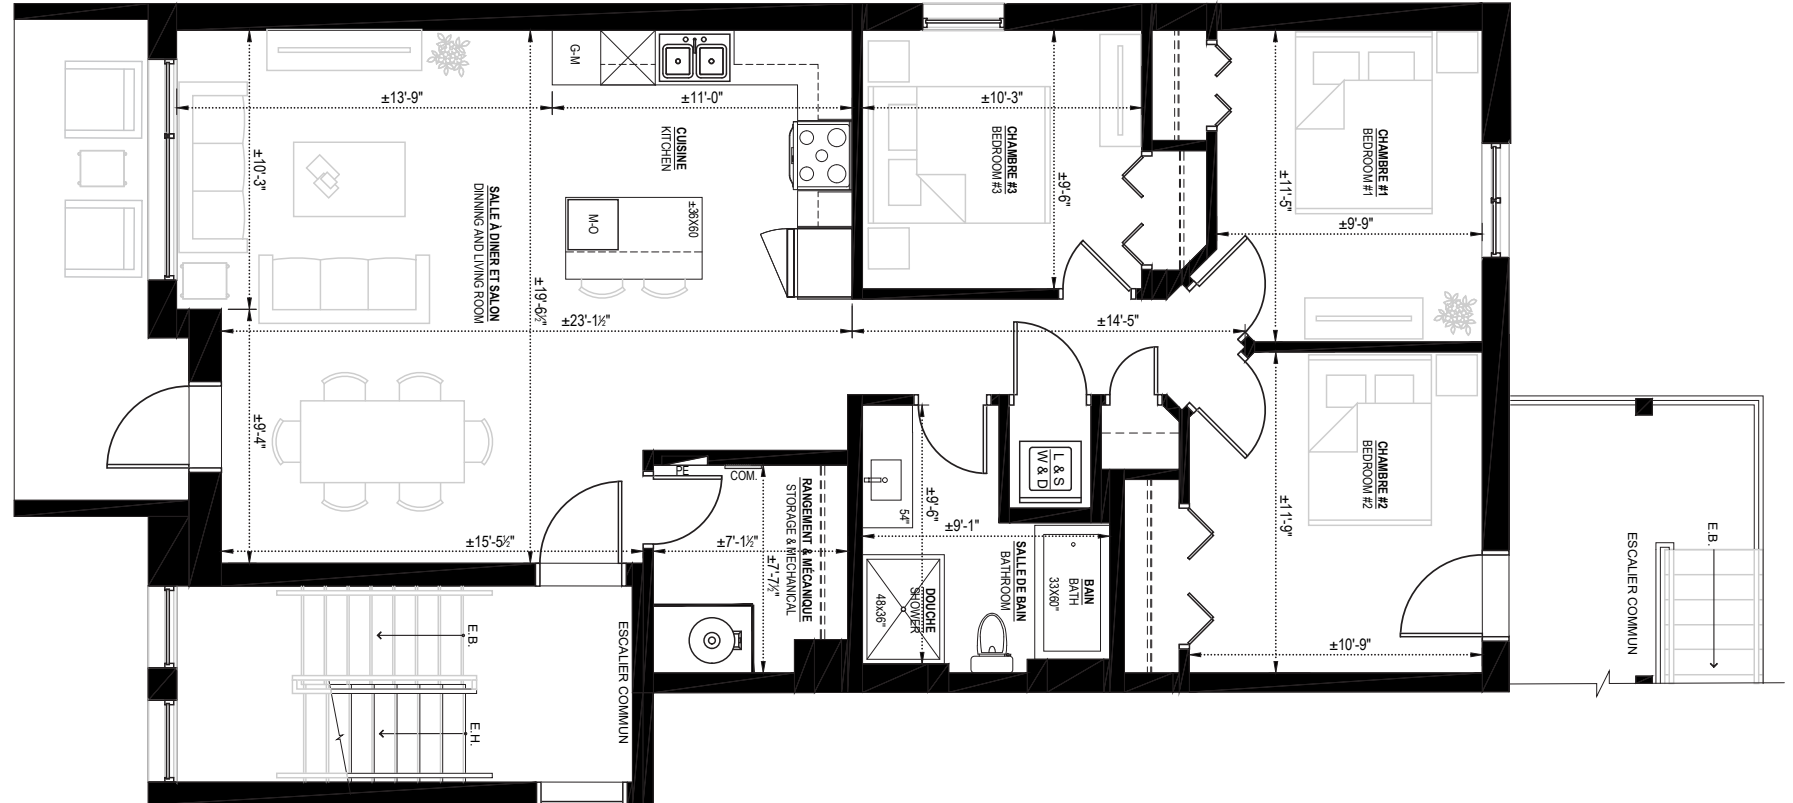 ±13'-9"
±10'-3"
SALLE À DINER ET SALON
DINNING AND LIVING ROOM
±19'-6½"
±23'-1½"
±9'-4"
±15'-5½"
G-M
±11'-0"
CUISINE
KITCHEN
±36X60
M-O
±10'-3"
CHAMBRE #3
BEDROOM #3
±9'-6"
±14'-5"
CHAMBRE #1
BEDROOM #1
±11'-5"
±9'-9"
CHAMBRE #2
BEDROOM #2
±11'-9"
±10'-9"
PE
COM.
RANGEMENT & MÉCANIQUE
STORAGE & MECHANICAL
±7'-1½"
±7'-7½"
L & S
W & D
54"
±9'-6"
±9'-1"
SALLE DE BAIN
BATHROOM
DOUCHE
SHOWER
48x36"
BAIN
BATH
33X60"
E.B.
E.H.
ESCALIER COMMUN
ESCALIER COMMUN
E.B.